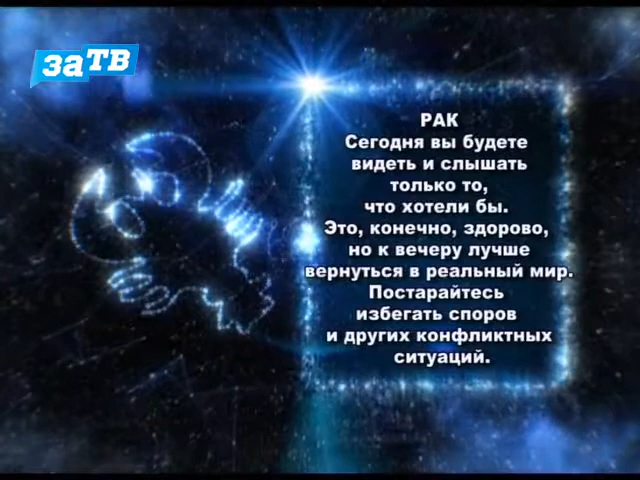 заТВ
РАК
Сегодня вы будете
видеть и слышать
только то,
что хотели бы.
Это, конечно, здорово,
но к вечеру лучше
вернуться в реальный мир.
Постарайтесь
избегать споров
и других конфликтных
ситуаций.